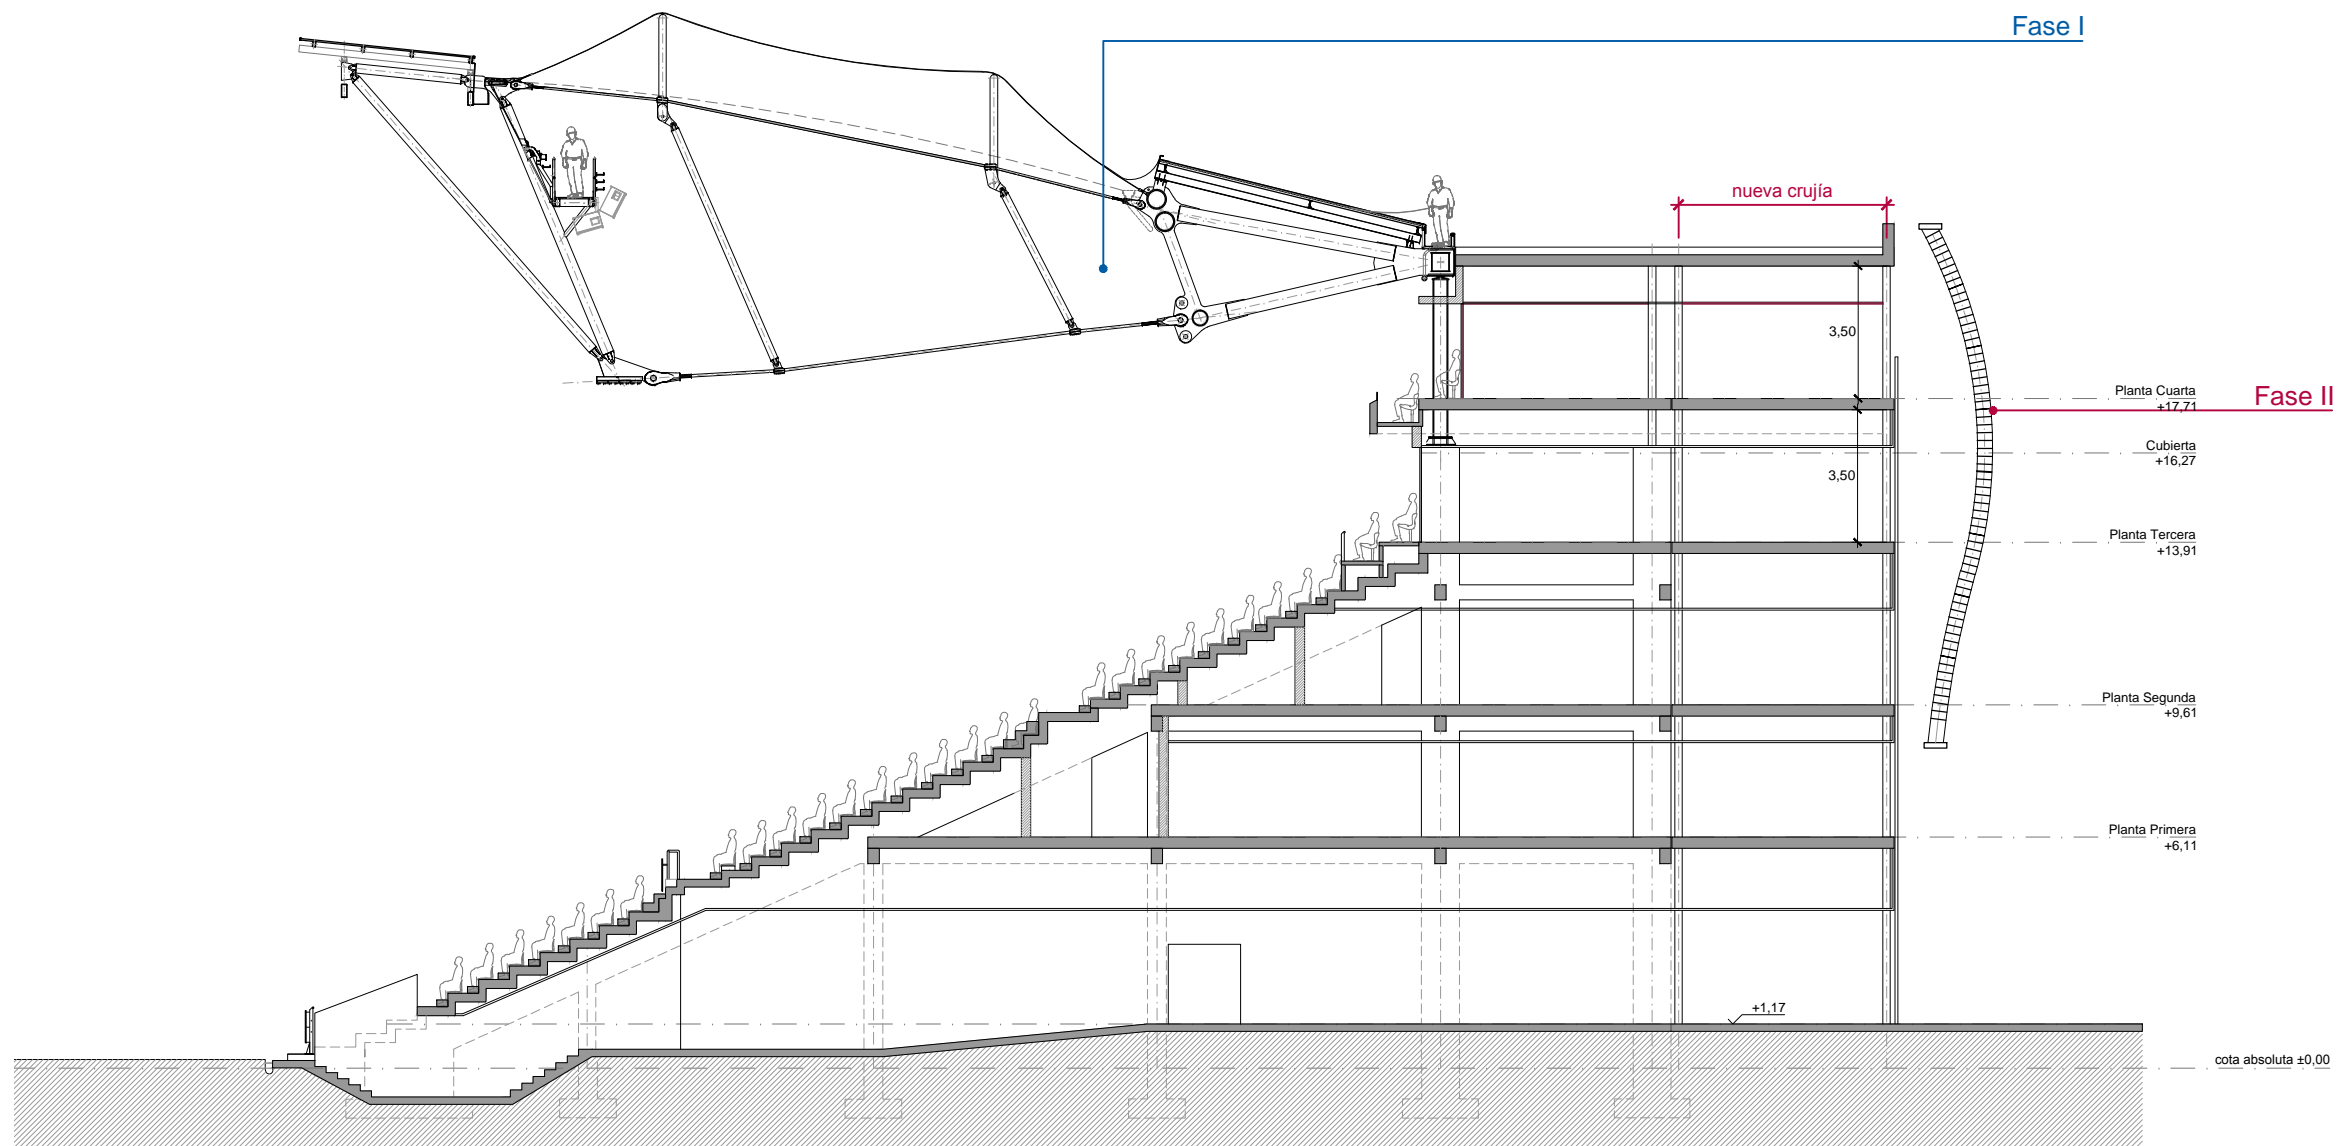 Fase I
nueva crujía
3,50
Planta Cuarta
+17,71
Fase II
Cubierta
+16,27
3,50
Planta Tercera
+13,91
Planta Segunda
+9,61
Planta Primera
+6,11
+1,17
cota absoluta ±0,00